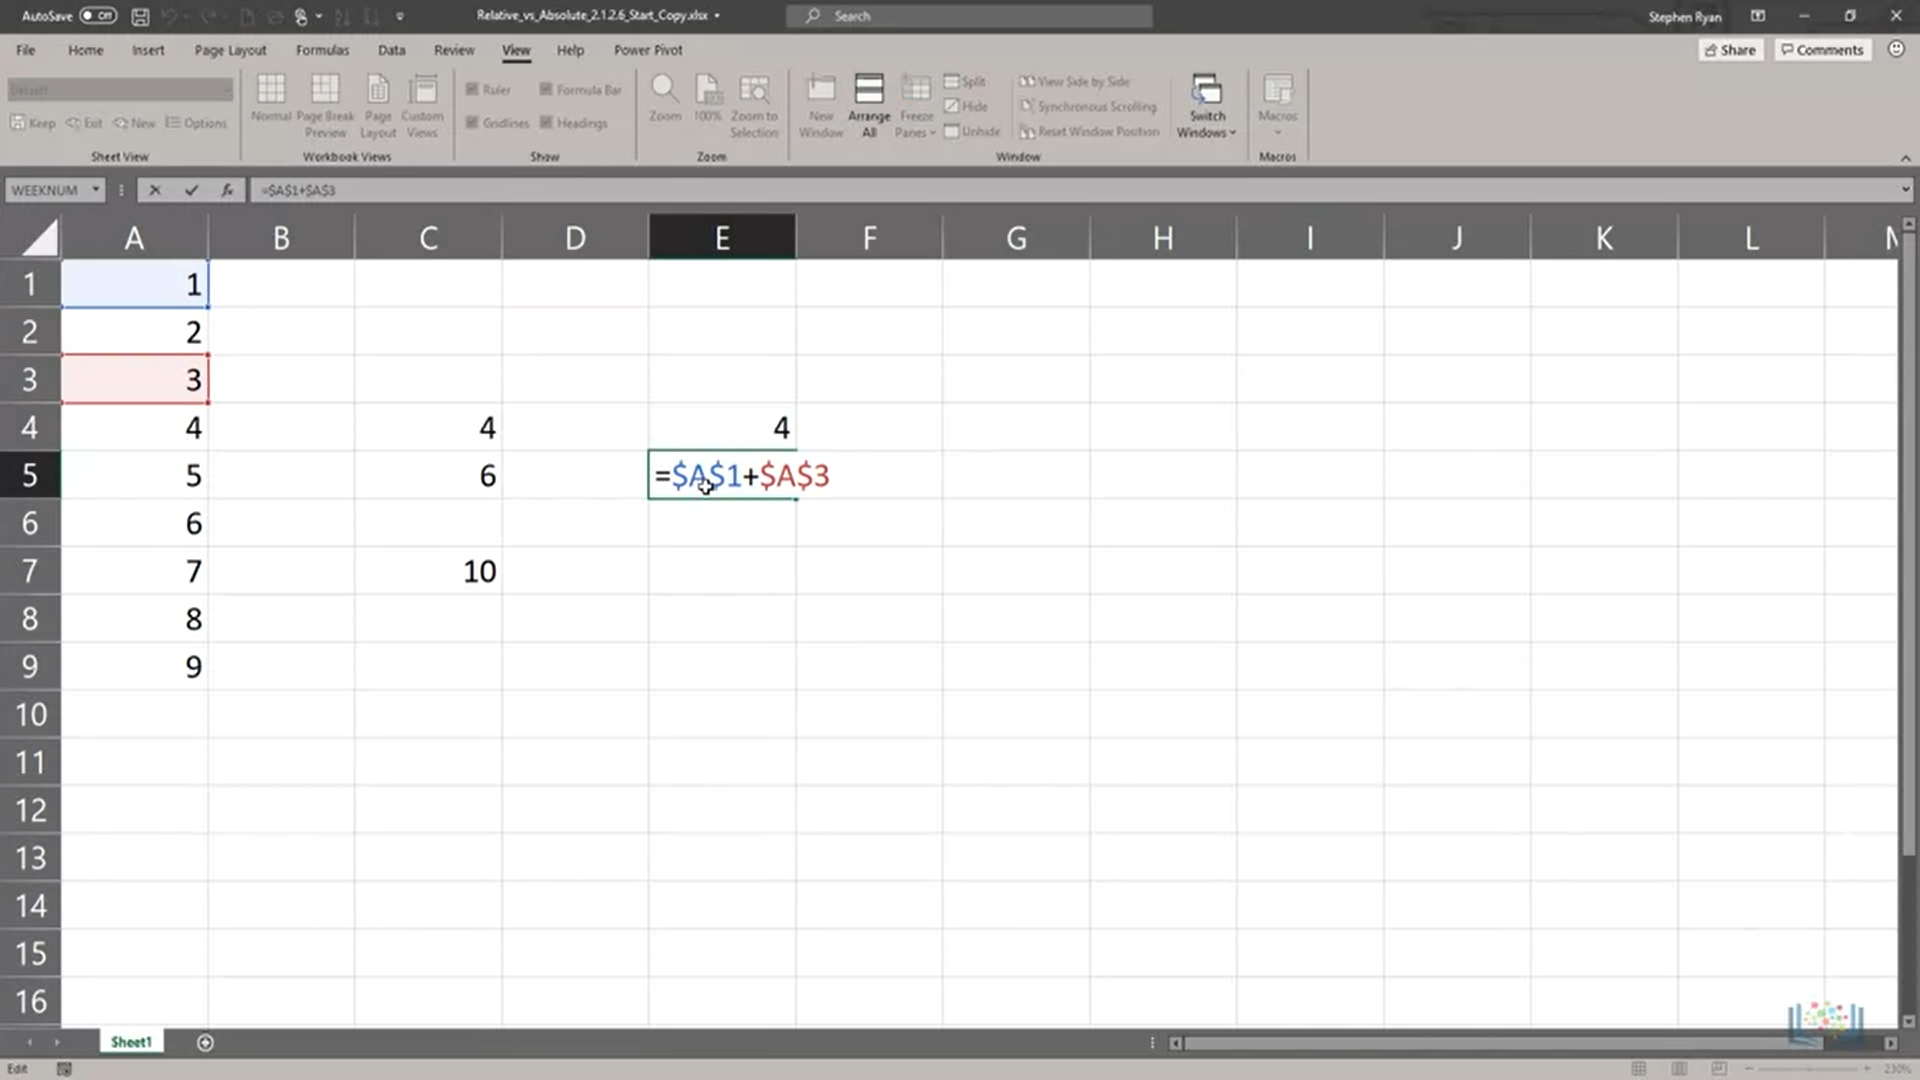 AutoSave Off
Relative_vs_Absolute_2.1.2.6_Start_Copy.xlsx
Search
Stephen Ryan
File Home Insert Page Layout Formulas Data Review View Help Power Pivot
Share Comments
Default
Keep Exit New Options
Sheet View
Normal
Page Break Preview
Page Layout
Custom Views
Workbook Views
Ruler Formula Bar
Gridlines Headings
Show
Zoom
100%
Zoom to Selection
Zoom
New Window
Arrange All
Freeze Panes
Split
Hide
Unhide
View Side by Side
Synchronous Scrolling
Reset Window Position
Window
Switch Windows
Macros
Macros
WEEKNUM fx =$A$1+$A$3
A B C D E F G H I J K L M
1 1
2 2
3 3
4 4 4 4
5 5 6 =$A$1+$A$3
6 6
7 7 10
8 8
9 9
10
11
12
13
14
15
16
Sheet1
Edit
230%